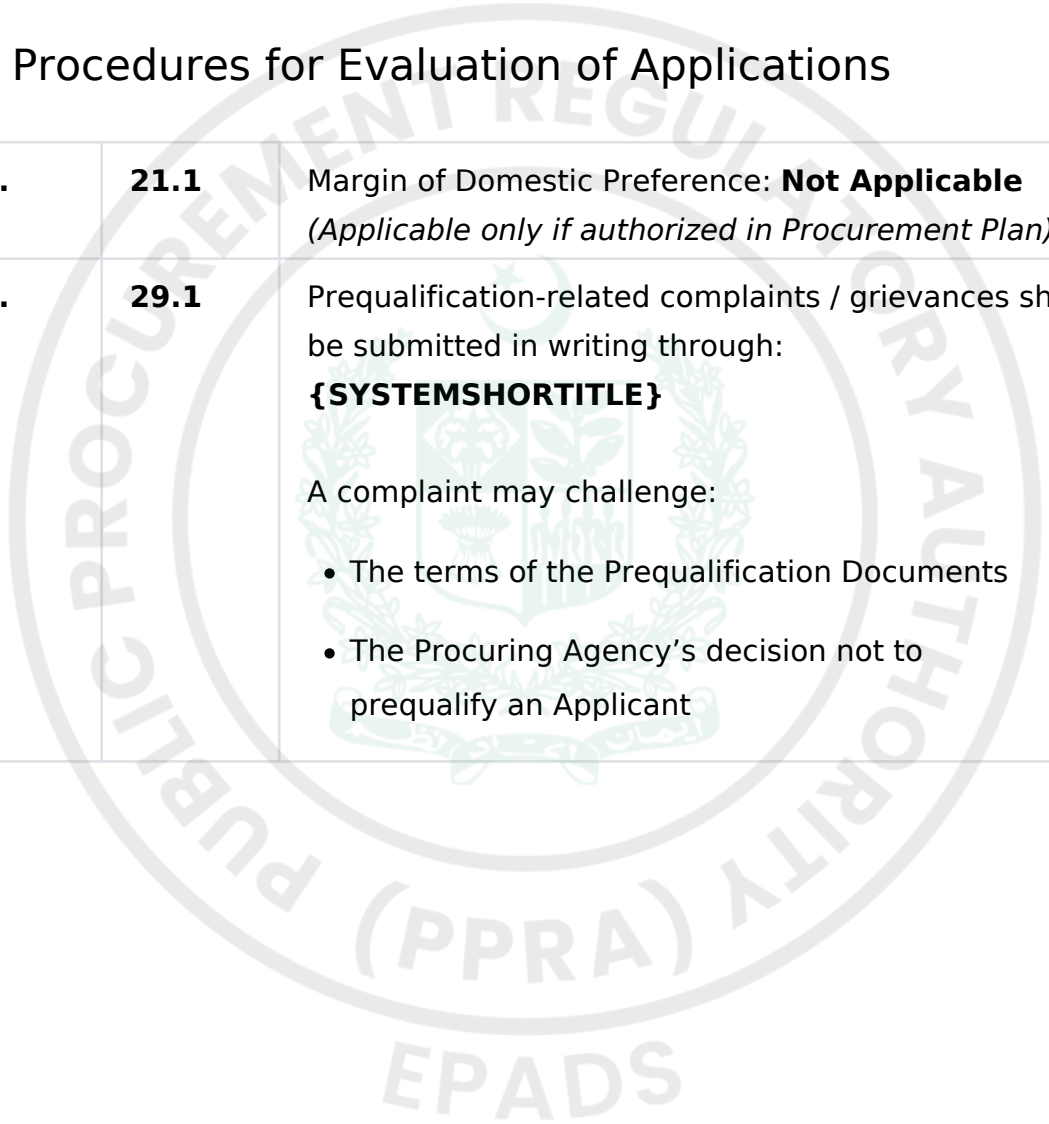 Procedures for Evaluation of Applications
. 21.1 Margin of Domestic Preference: Not Applicable
(Applicable only if authorized in Procurement Plan)
. 29.1 Prequalification-related complaints / grievances sh
be submitted in writing through:
{SYSTEMSHORTTITLE}
A complaint may challenge:
• The terms of the Prequalification Documents
• The Procuring Agency’s decision not to
prequalify an Applicant
PUBLIC PROCUREMENT REGULATORY AUTHORITY
(PPRA)
EPADS